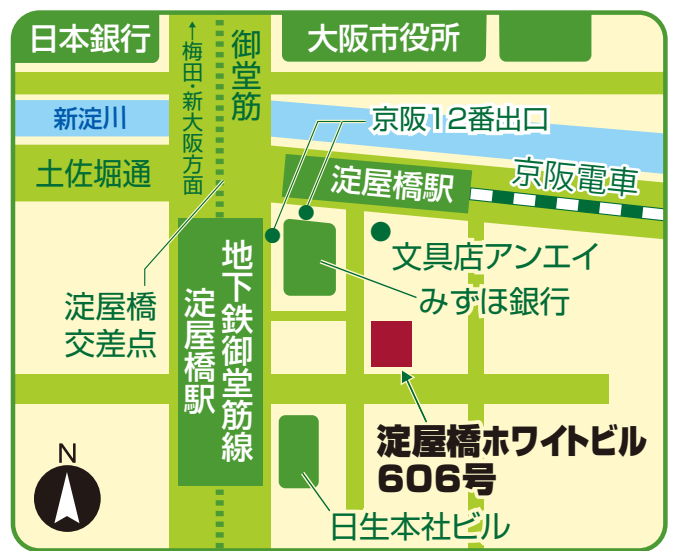 日本銀行
←梅田・新大阪方面
御堂筋
大阪市役所
新淀川
京阪12番出口
土佐堀通
淀屋橋駅
京阪電車
文具店アンエイ
みずほ銀行
淀屋橋
交差点
地下鉄御堂筋線
淀屋橋駅
淀屋橋ホワイトビル
606号
N
日生本社ビル